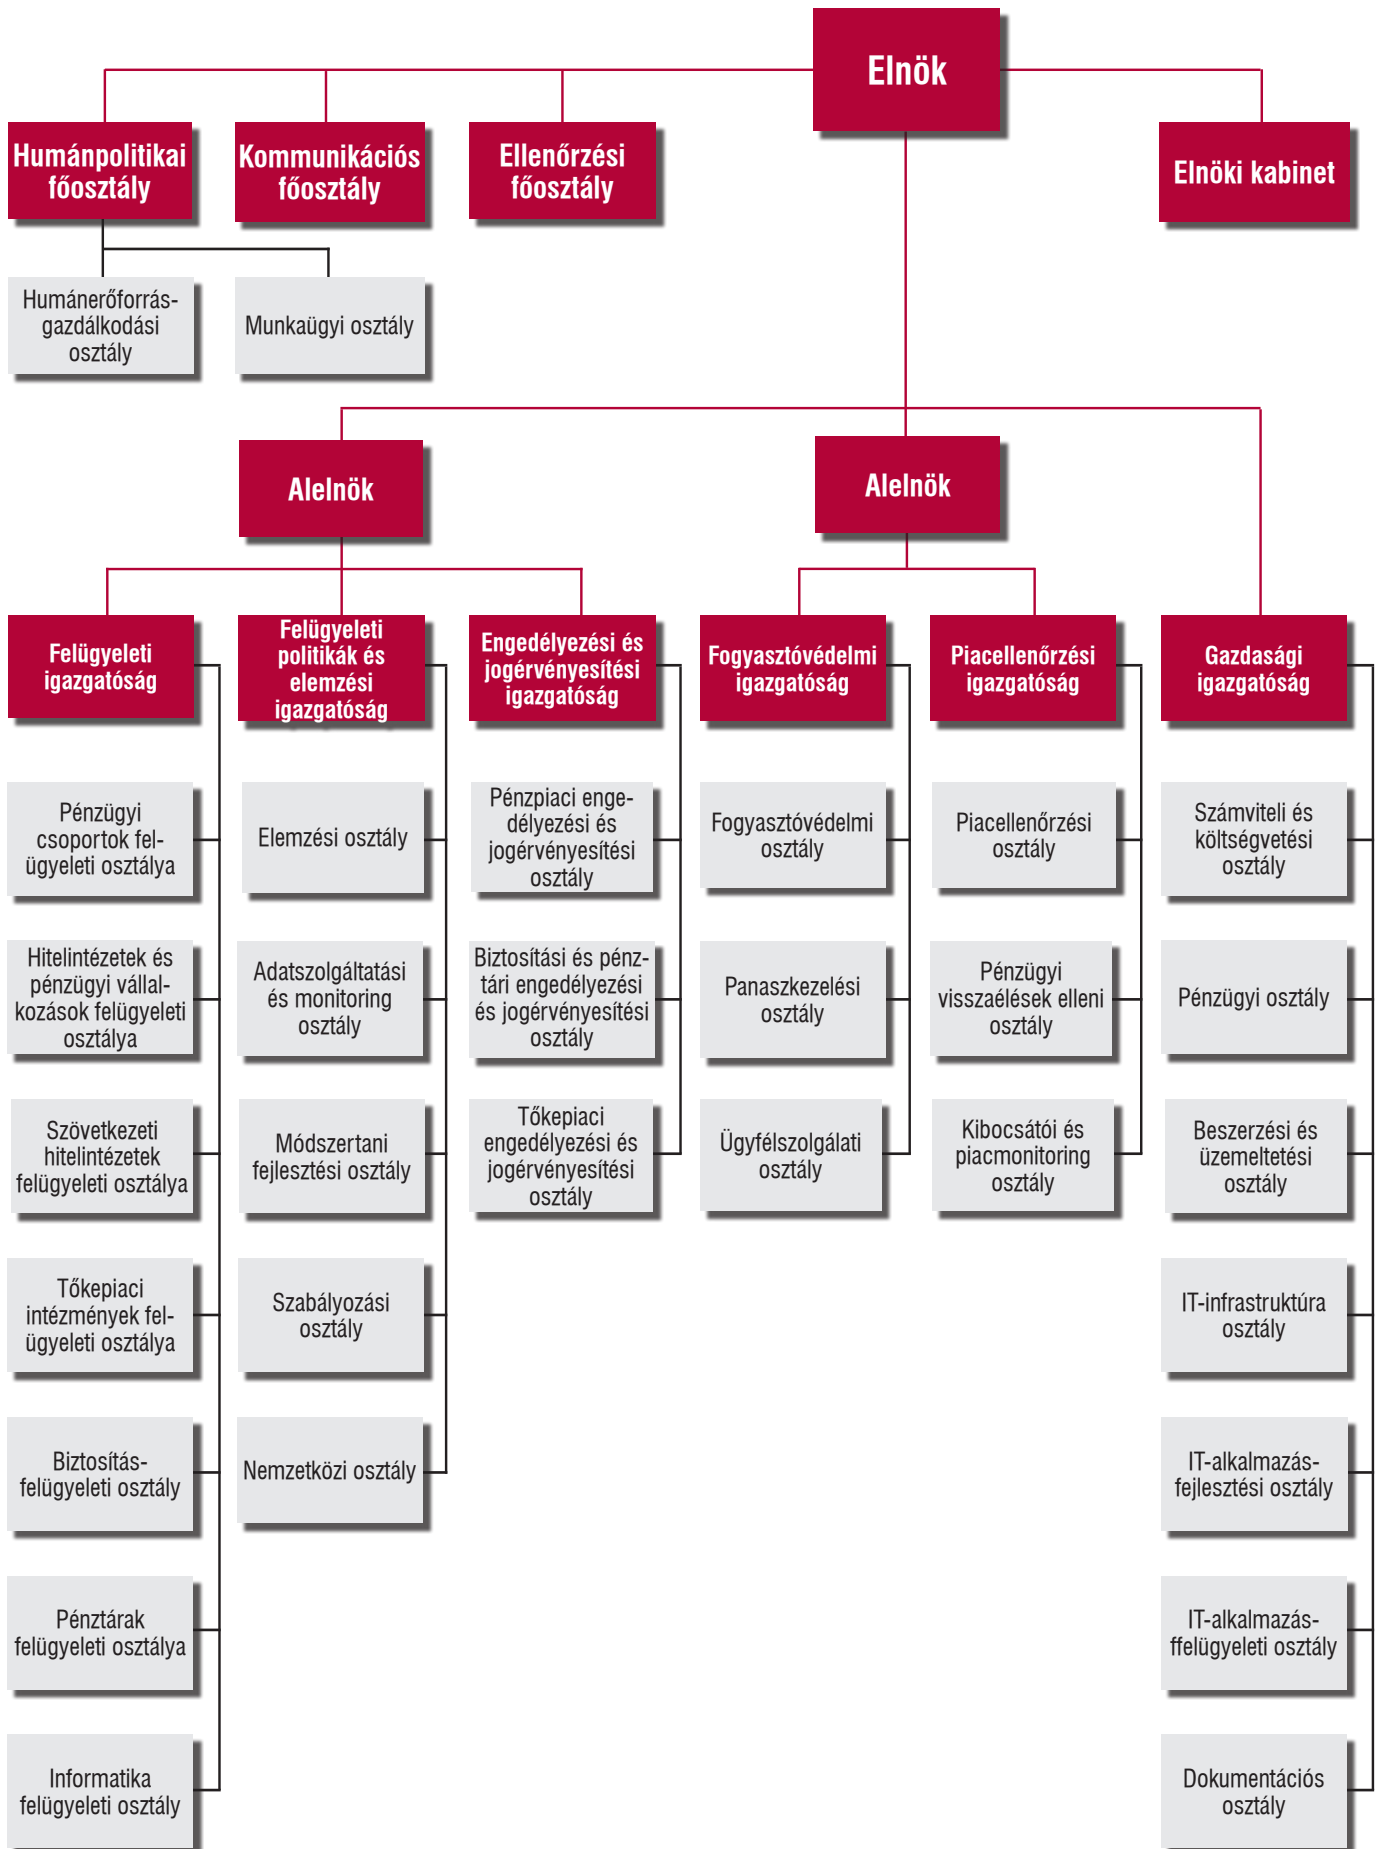 Elnök
Humánpolitikai
főosztály
Kommunikációs
főosztály
Ellenőrzési
főosztály
Elnöki kabinet
Humánerőforrás-
gazdálkodási
osztály
Munkaügyi osztály
Alelnök
Alelnök
Felügyeleti
igazgatóság
Felügyeleti
politikák és
elemzési
igazgatóság
Engedélyezési és
jogérvényesítési
igazgatóság
Fogyasztóvédelmi
igazgatóság
Piacellenőrzési
igazgatóság
Gazdasági
igazgatóság
Pénzügyi
csoportok fel-
ügyeleti osztálya
Elemzési osztály
Pénzpiaci enge-
délyezési és
jogérvényesítési
osztály
Fogyasztóvédelmi
osztály
Piacellenőrzési
osztály
Számviteli és
költségvetési
osztály
Hitelintézetek és
pénzügyi vállal-
kozások felügyeleti
osztálya
Adatszolgáltatási
és monitoring
osztály
Biztosítási és pénz-
tári engedélyezési
és jogérvényesítési
osztály
Panaszkezelési
osztály
Pénzügyi
visszaélések elleni
osztály
Pénzügyi osztály
Szövetkezeti
hitelintézetek
felügyeleti osztálya
Módszertani
fejlesztési osztály
Tőkepiaci
engedélyezési és
jogérvényesítési
osztály
Ügyfélszolgálati
osztály
Kibocsátói és
piacmonitoring
osztály
Beszerzési és
üzemeltetési
osztály
Tőkepiaci
intézmények fel-
ügyeleti osztálya
Szabályozási
osztály
IT-infrastruktúra
osztály
Biztosítás-
felügyeleti osztály
Nemzetközi osztály
IT-alkalmazás-
fejlesztési osztály
Pénztárak
felügyeleti osztálya
IT-alkalmazás-
ffelügyeleti osztály
Informatika
felügyeleti osztály
Dokumentációs
osztály